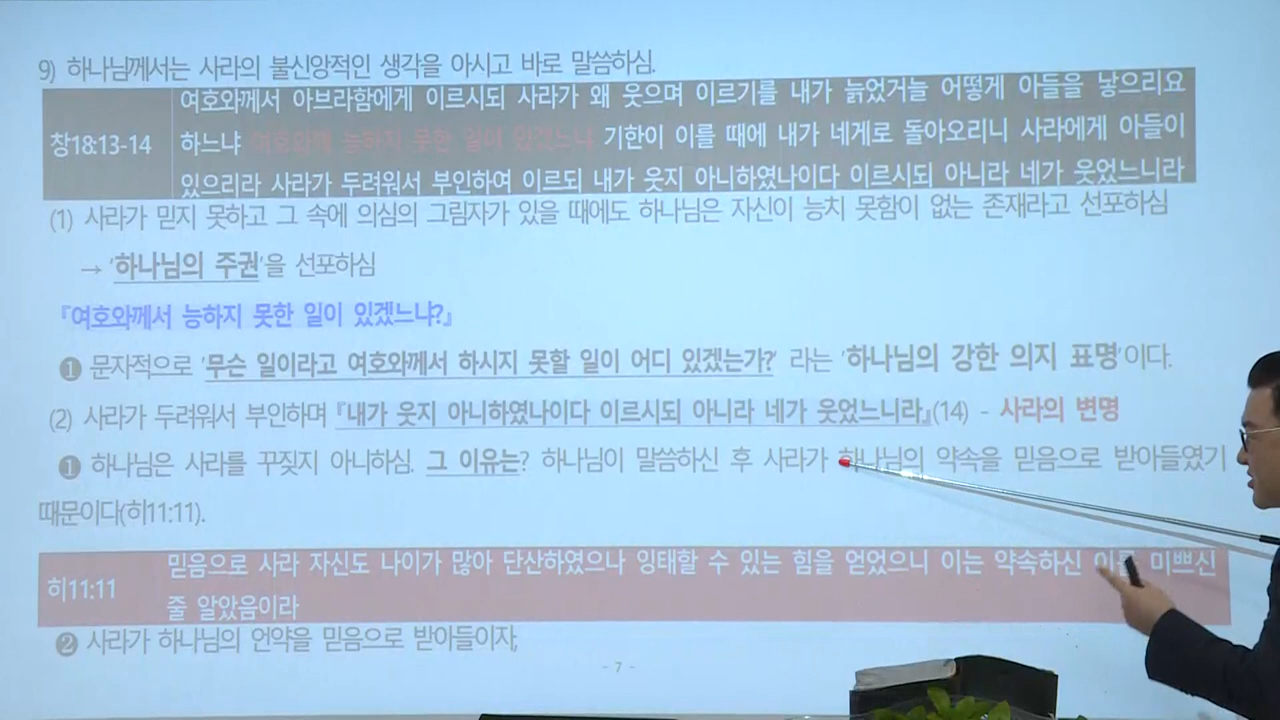 9) 하나님께서는 사라의 불신앙적인 생각을 아시고 바로 말씀하심.
창18:13-14
여호와께서 아브라함에게 이르시되 사라가 왜 웃으며 이르기를 내가 늙었거늘 어떻게 아들을 낳으리요
하느냐 여호와께 능하지 못한 일이 있겠느냐 기한이 이를 때에 내가 네게로 돌아오리니 사라에게 아들이
있으리라 사라가 두려워서 부인하여 이르되 내가 웃지 아니하였나이다 이르시되 아니라 네가 웃었느니라
(1) 사라가 믿지 못하고 그 속에 의심의 그림자가 있을 때에도 하나님은 자신이 능치 못함이 없는 존재라고 선포하심
→ '하나님의 주권'을 선포하심
『여호와께서 능하지 못한 일이 있겠느냐?』
❶ 문자적으로 '무슨 일이라고 여호와께서 하시지 못할 일이 어디 있겠는가?' 라는 '하나님의 강한 의지 표명'이다.
(2) 사라가 두려워서 부인하며 『내가 웃지 아니하였나이다 이르시되 아니라 네가 웃었느니라』(14) - 사라의 변명
❶ 하나님은 사라를 꾸짖지 아니하심. 그 이유는? 하나님이 말씀하신 후 사라가 하나님의 약속을 믿음으로 받아들였기
때문이다(히11:11).
히11:11
믿음으로 사라 자신도 나이가 많아 단산하였으나 잉태할 수 있는 힘을 얻었으니 이는 약속하신 이를 미쁘신
줄 알았음이라
❷ 사라가 하나님의 언약을 믿음으로 받아들이자,
- 7 -